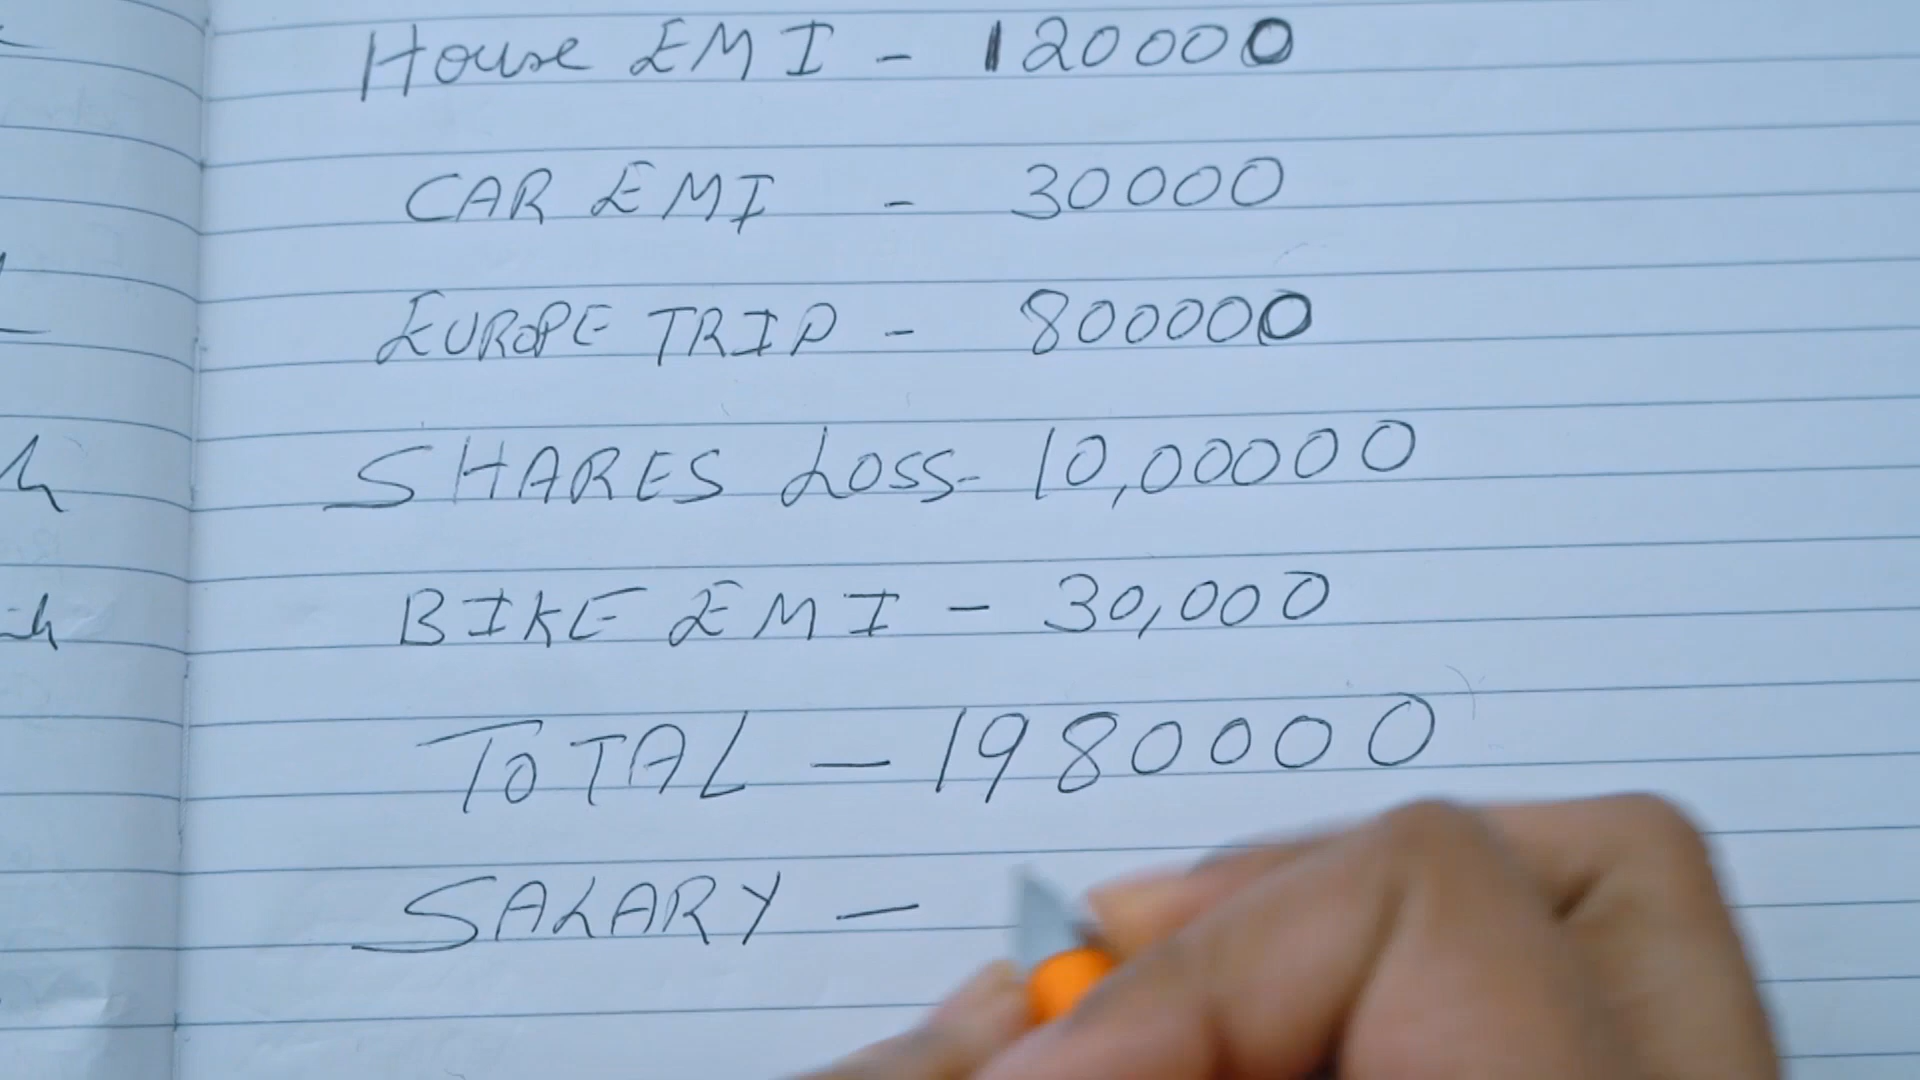 House EMI - 120000
CAR EMI - 30000
EUROPE TRIP - 800000
SHARES LOSS - 10,00000
BIKE EMI - 30,000
TOTAL - 1980000
SALARY -